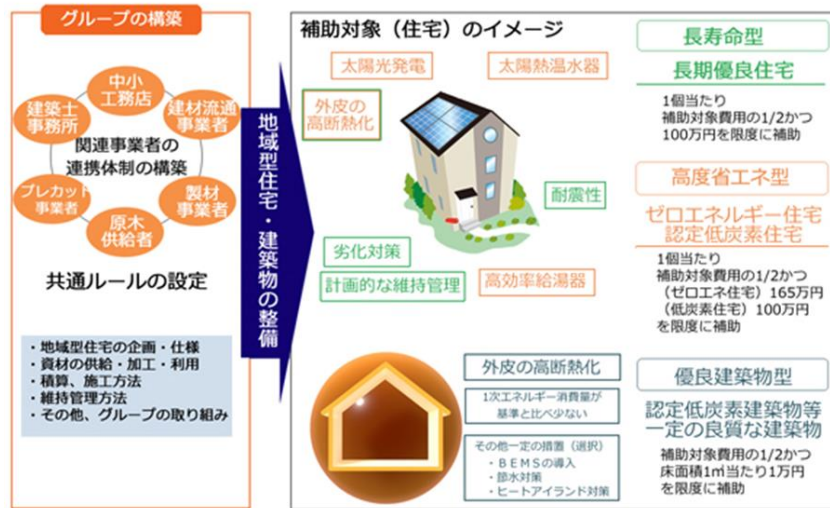 グループの構築
中小
工務店
建築士
事務所
建材流通
事業者
関連事業者の
連携体制の構築
プレカット
事業者
製材
事業者
原木
供給者
共通ルールの設定
・地域型住宅の企画・仕様
・資材の供給・加工・利用
・積算、施工方法
・維持管理方法
・その他、グループの取り組み
地域型住宅・建築物の整備
補助対象（住宅）のイメージ
太陽光発電
太陽熱温水器
外皮の
高断熱化
耐震性
劣化対策
計画的な維持管理
高効率給湯器
外皮の高断熱化
1次エネルギー消費量が
基準と比べ少ない
その他一定の措置（選択）
・BEMSの導入
・節水対策
・ヒートアイランド対策
長寿命型
長期優良住宅
1個当たり
補助対象費用の1/2かつ
100万円を限度に補助
高度省エネ型
ゼロエネルギー住宅
認定低炭素住宅
1個当たり
補助対象費用の1/2かつ
（ゼロエネ住宅）165万円
（低炭素住宅）100万円
を限度に補助
優良建築物型
認定低炭素建築物等
一定の良質な建築物
補助対象費用の1/2かつ
床面積1㎡当たり1万円
を限度に補助